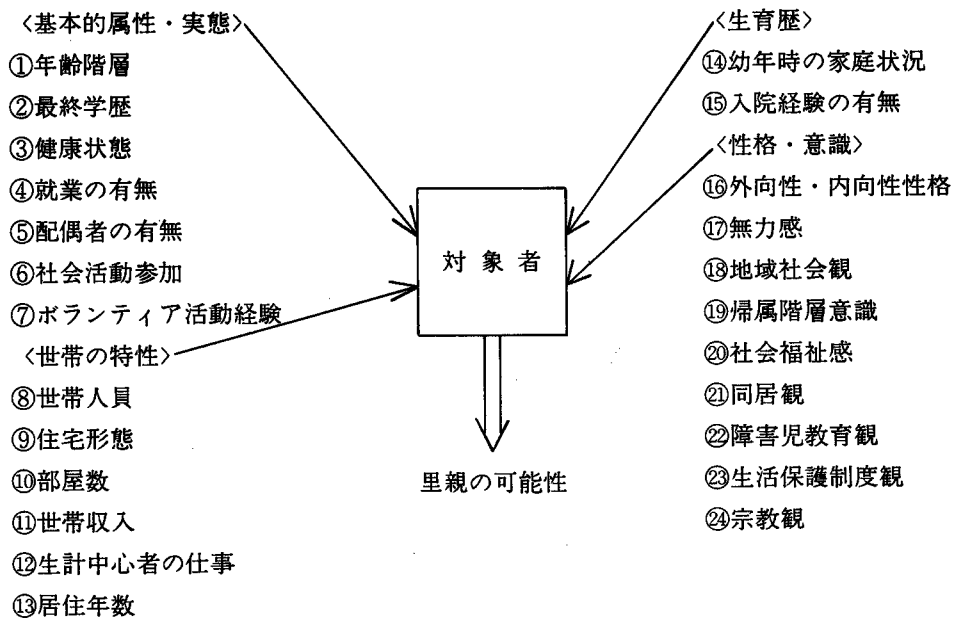 〈基本的属性・実態〉
①年齢階層
②最終学歴
③健康状態
④就業の有無
⑤配偶者の有無
⑥社会活動参加
⑦ボランティア活動経験
〈世帯の特性〉
⑧世帯人員
⑨住宅形態
⑩部屋数
⑪世帯収入
⑫生計中心者の仕事
⑬居住年数
対象者
里親の可能性
〈生育歴〉
⑭幼年時の家庭状況
⑮入院経験の有無
〈性格・意識〉
⑯外向性・内向性性格
⑰無力感
⑱地域社会観
⑲帰属階層意識
⑳社会福祉感
㉑同居観
㉒障害児教育観
㉓生活保護制度観
㉔宗教観